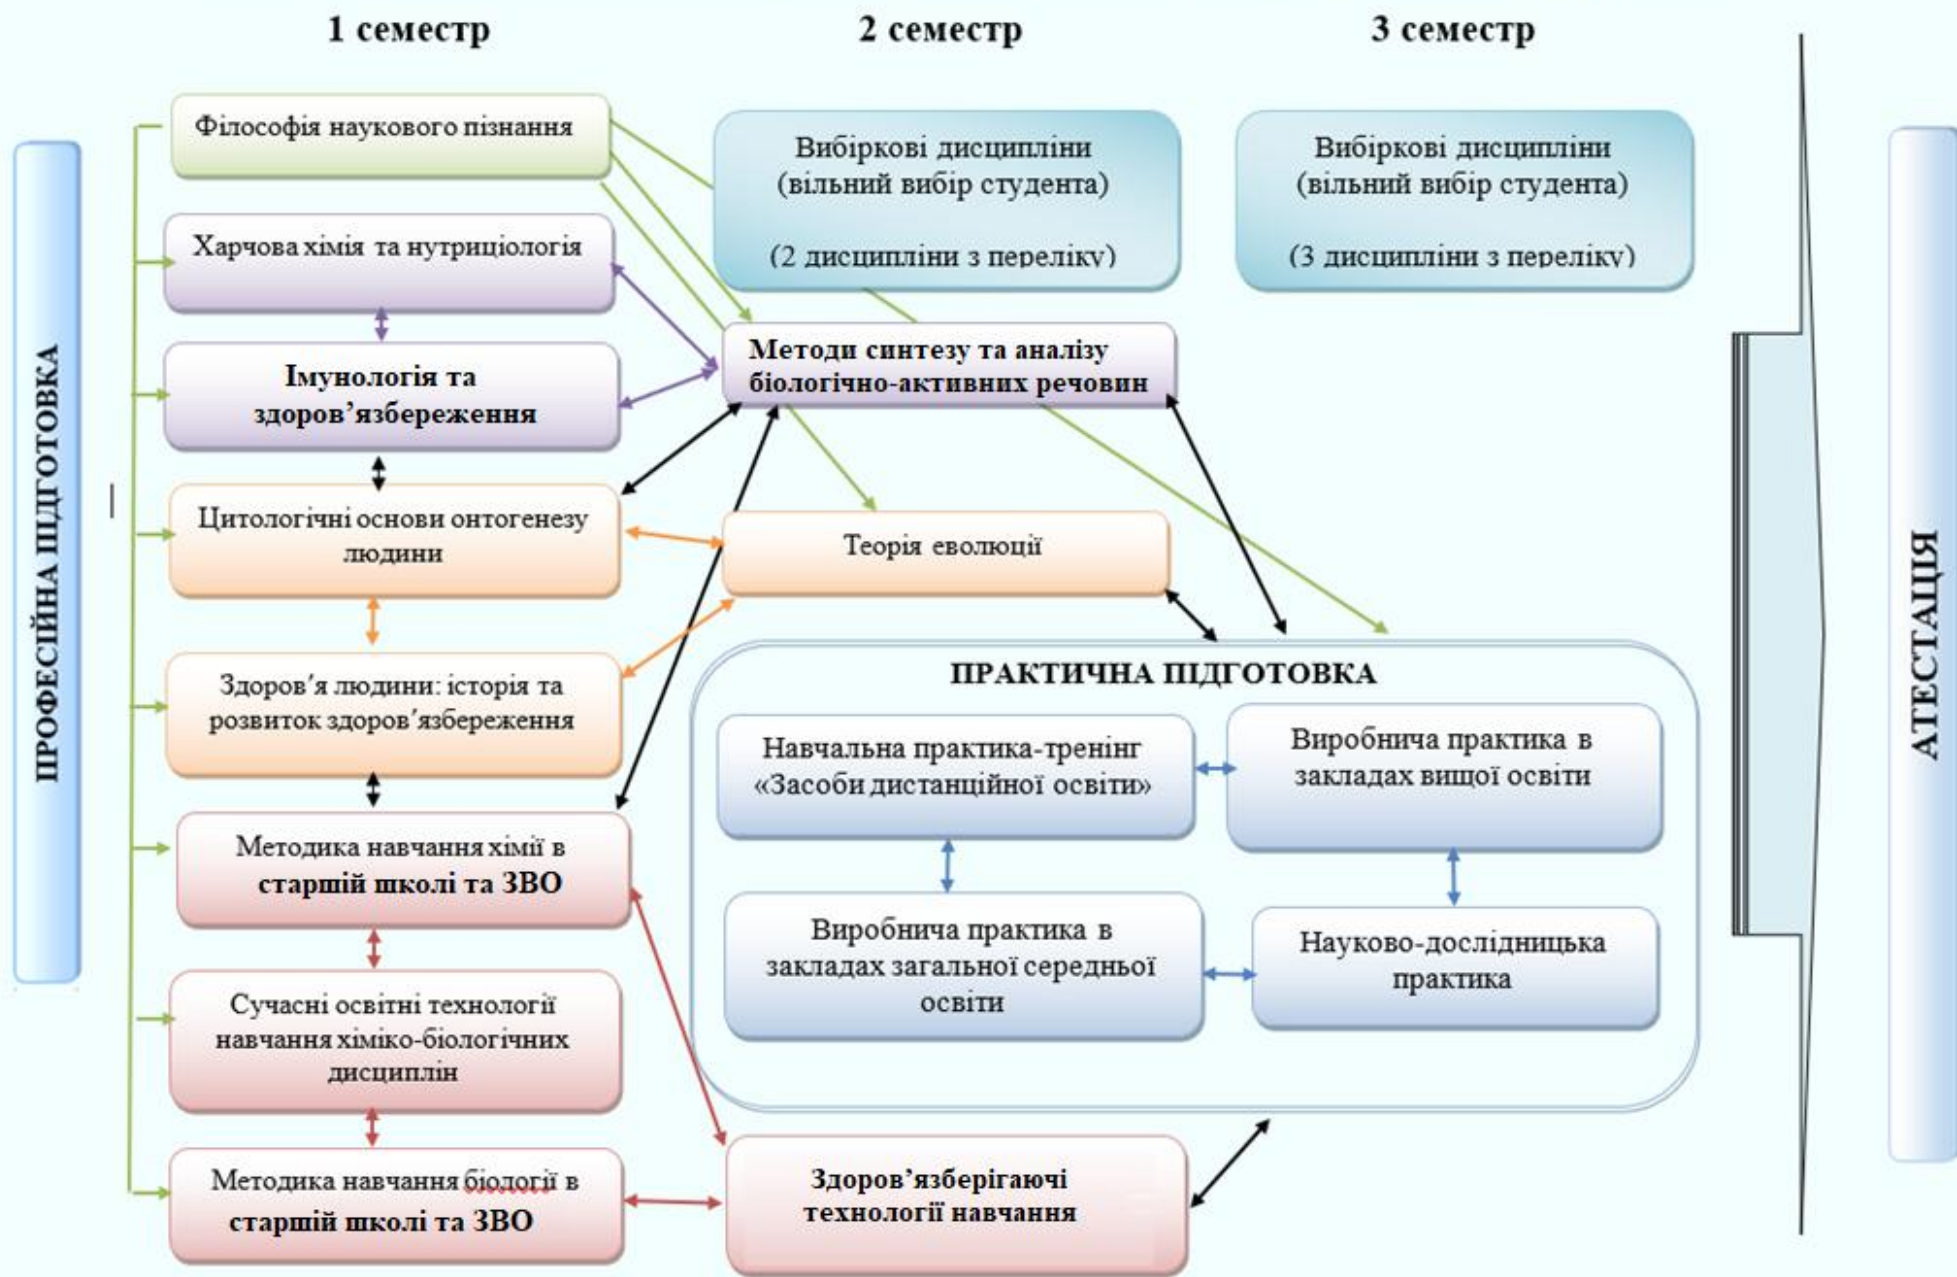 1 семестр
2 семестр
3 семестр
ПРОФЕСІЙНА ПІДГОТОВКА
Філософія наукового пізнання
Харчова хімія та нутриціологія
Імунологія та
здоров’язбереження
Цитологічні основи онтогенезу
людини
Здоров’я людини: історія та
розвиток здоров’язбереження
Методика навчання хімії в
старшій школі та ЗВО
Сучасні освітні технології
навчання хіміко-біологічних
дисциплін
Методика навчання біології в
старшій школі та ЗВО
Вибіркові дисципліни
(вільний вибір студента)
(2 дисципліни з переліку)
Методи синтезу та аналізу
біологічно-активних речовин
Теорія еволюції
Вибіркові дисципліни
(вільний вибір студента)
(3 дисципліни з переліку)
ПРАКТИЧНА ПІДГОТОВКА
Навчальна практика-тренінг
«Засоби дистанційної освіти»
Виробнича практика в
закладах вищої освіти
Виробнича практика в
закладах загальної середньої
освіти
Науково-дослідницька
практика
Здоров’язберігаючі
технології навчання
АТЕСТАЦІЯ